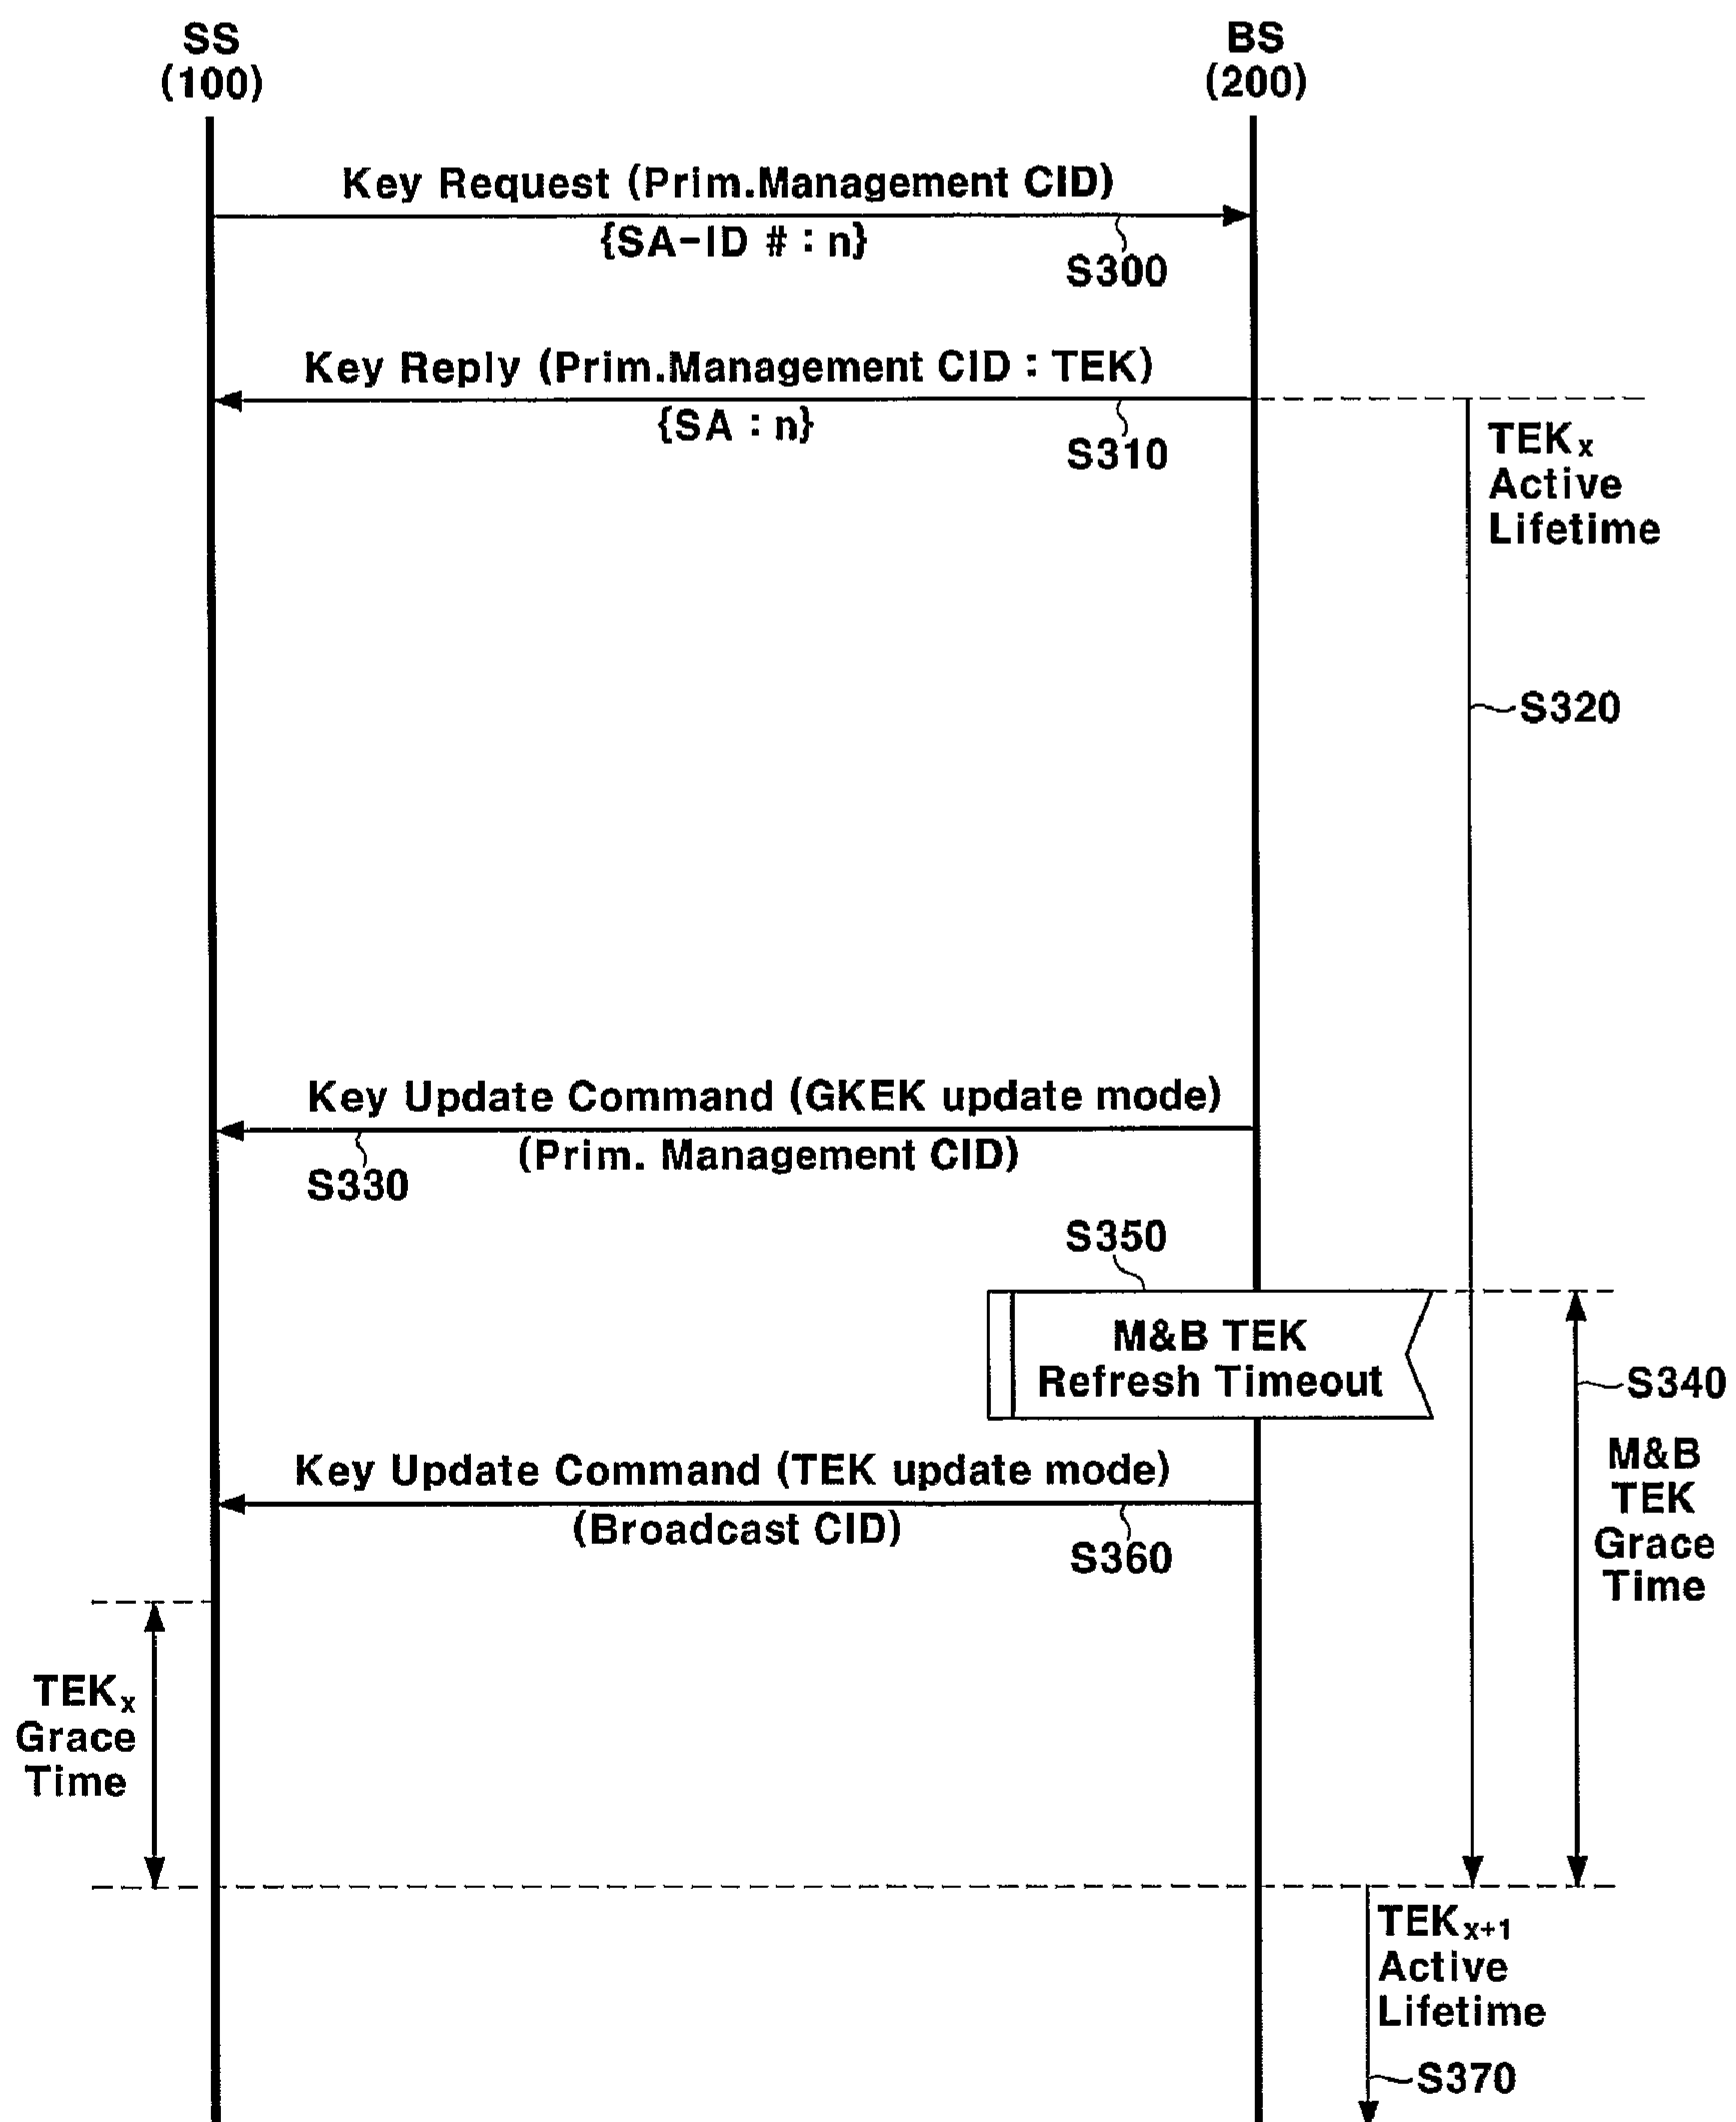 SS
(100)
BS
(200)
Key Request (Prim.Management CID)
{SA-ID # : n}
S300
Key Reply (Prim.Management CID : TEK)
{SA : n}
S310
TEKx
Active
Lifetime
S320
Key Update Command (GKEK update mode)
(Prim. Management CID)
S330
S350
M&B TEK
Refresh Timeout
S340
M&B
TEK
Grace
Time
Key Update Command (TEK update mode)
(Broadcast CID)
S360
TEKx
Grace
Time
TEKx+1
Active
Lifetime
S370